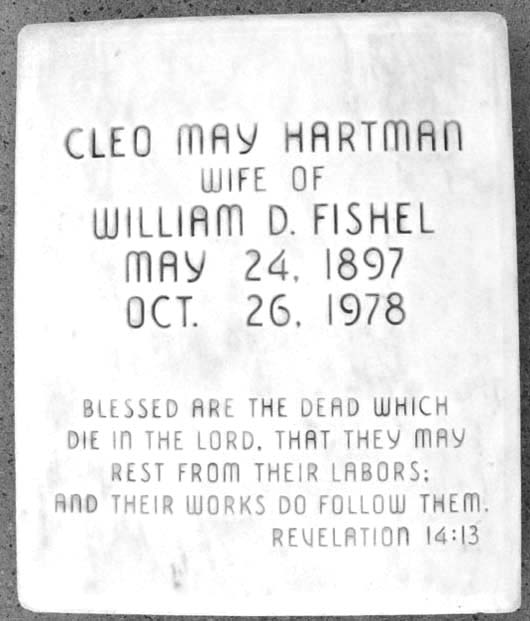 CLEO MAY HARTMAN
WIFE OF
WILLIAM D. FISHEL
MAY 24, 1897
OCT. 26, 1978
BLESSED ARE THE DEAD WHICH
DIE IN THE LORD, THAT THEY MAY
REST FROM THEIR LABORS;
AND THEIR WORKS DO FOLLOW THEM.
REVELATION 14:13